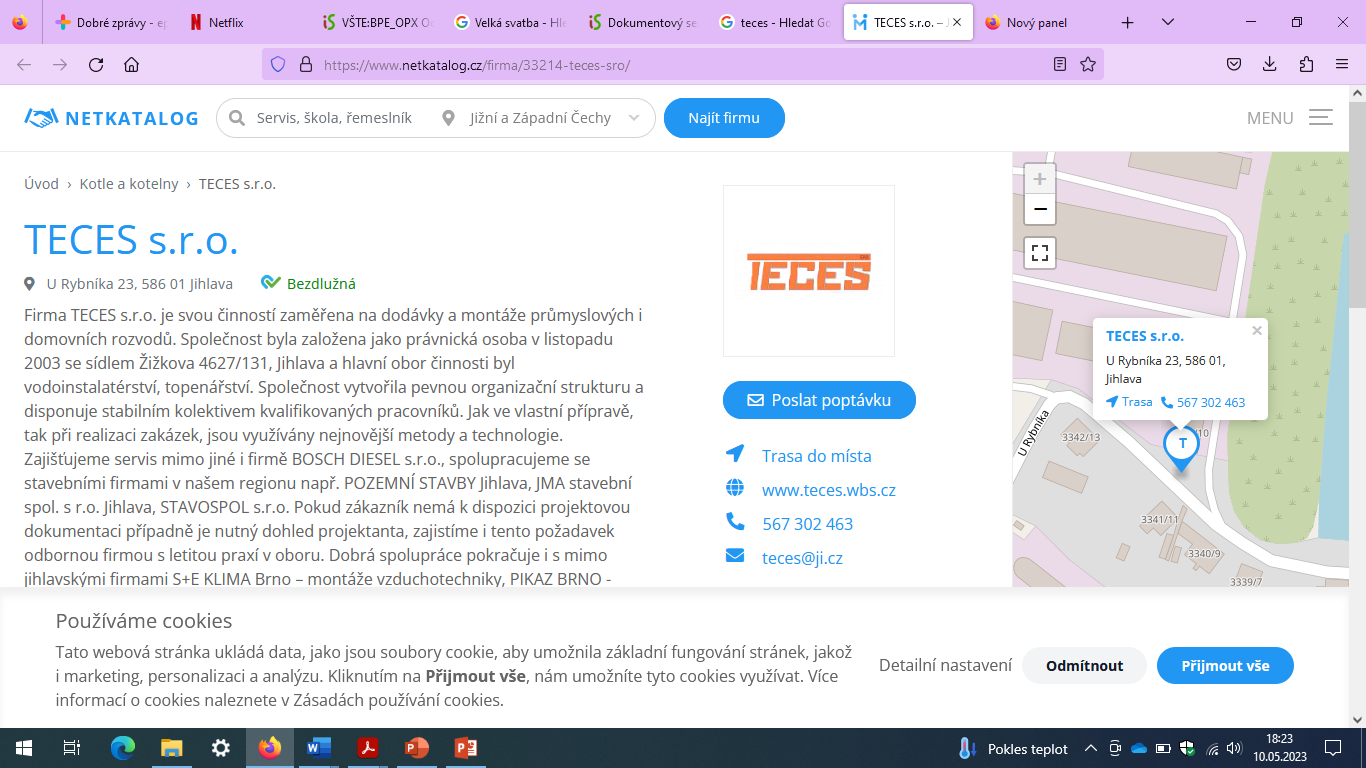 Dobré zprávy - ep
Netflix
VŠTE:BPE_OPX Oc
Velká svatba - Hle
Dokumentový se
teces - Hledat Go
TECES s.r.o. – J
Nový panel
https://www.netkatalog.cz/firma/33214-teces-sro/
NETKATALOG
Servis, škola, řemeslník
Jižní a Západní Čechy
Najít firmu
MENU
Úvod › Kotle a kotelny › TECES s.r.o.
TECES s.r.o.
U Rybníka 23, 586 01 Jihlava
Bezdlužná
Firma TECES s.r.o. je svou činností zaměřena na dodávky a montáže průmyslových i
domovních rozvodů. Společnost byla založena jako právnická osoba v listopadu
2003 se sídlem Žižkova 4627/131, Jihlava a hlavní obor činnosti byl
vodoinstalatérství, topenářství. Společnost vytvořila pevnou organizační strukturu a
disponuje stabilním kolektivem kvalifikovaných pracovníků. Jak ve vlastní přípravě,
tak při realizaci zakázek, jsou využívány nejnovější metody a technologie.
Zajišťujeme servis mimo jiné i firmě BOSCH DIESEL s.r.o., spolupracujeme se
stavebními firmami v našem regionu např. POZEMNÍ STAVBY Jihlava, JMA stavební
spol. s r.o. Jihlava, STAVOSPOL s.r.o. Pokud zákazník nemá k dispozici projektovou
dokumentaci případně je nutný dohled projektanta, zajistíme i tento požadavek
odbornou firmou s letitou praxí v oboru. Dobrá spolupráce pokračuje i s mimo
jihlavskými firmami S+E KLIMA Brno – montáže vzduchotechniky, PIKAZ BRNO -
TECES
Poslat poptávku
Trasa do místa
www.teces.wbs.cz
567 302 463
teces@ji.cz
+
−
TECES s.r.o.
×
U Rybníka 23, 586 01,
Jihlava
Trasa
567 302 463
T
/10
U Rybníka
3342/13
3341/11
3340/9
3339/7
Používáme cookies
Tato webová stránka ukládá data, jako jsou soubory cookie, aby umožnila základní fungování stránek, jakož
i marketing, personalizaci a analýzu. Kliknutím na Přijmout vše, nám umožníte tyto cookies využívat. Více
informací o cookies naleznete v Zásadách používání cookies.
Detailní nastavení
Odmítnout
Přijmout vše
Pokles teplot
18:23
10.05.2023